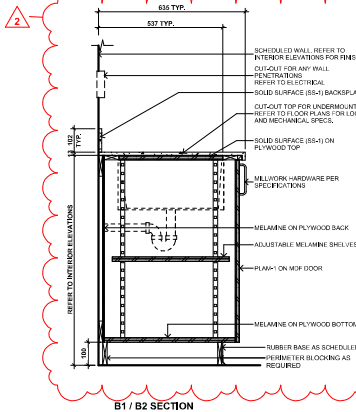 2
635 TYP.
537 TYP.
SCHEDULED WALL, REFER TO
INTERIOR ELEVATIONS FOR FINIS
CUT-OUT FOR ANY WALL
PENETRATIONS
REFER TO ELECTRICAL
SOLID SURFACE (SS-1) BACKSPLA
CUT-OUT TOP FOR UNDERMOUNT
REFER TO FLOOR PLANS FOR LO
AND MECHANICAL SPECS.
102
TYP.
SOLID SURFACE (SS-1) ON
PLYWOOD TOP
MILLWORK HARDWARE PER
SPECIFICATIONS
REFER TO INTERIOR ELEVATIONS
MELAMINE ON PLYWOOD BACK
ADJUSTABLE MELAMINE SHELVES
PLAM-1 ON MDF DOOR
MELAMINE ON PLYWOOD BOTTOM
100
RUBBER BASE AS SCHEDULED
PERIMETER BLOCKING AS
REQUIRED
B1 / B2 SECTION